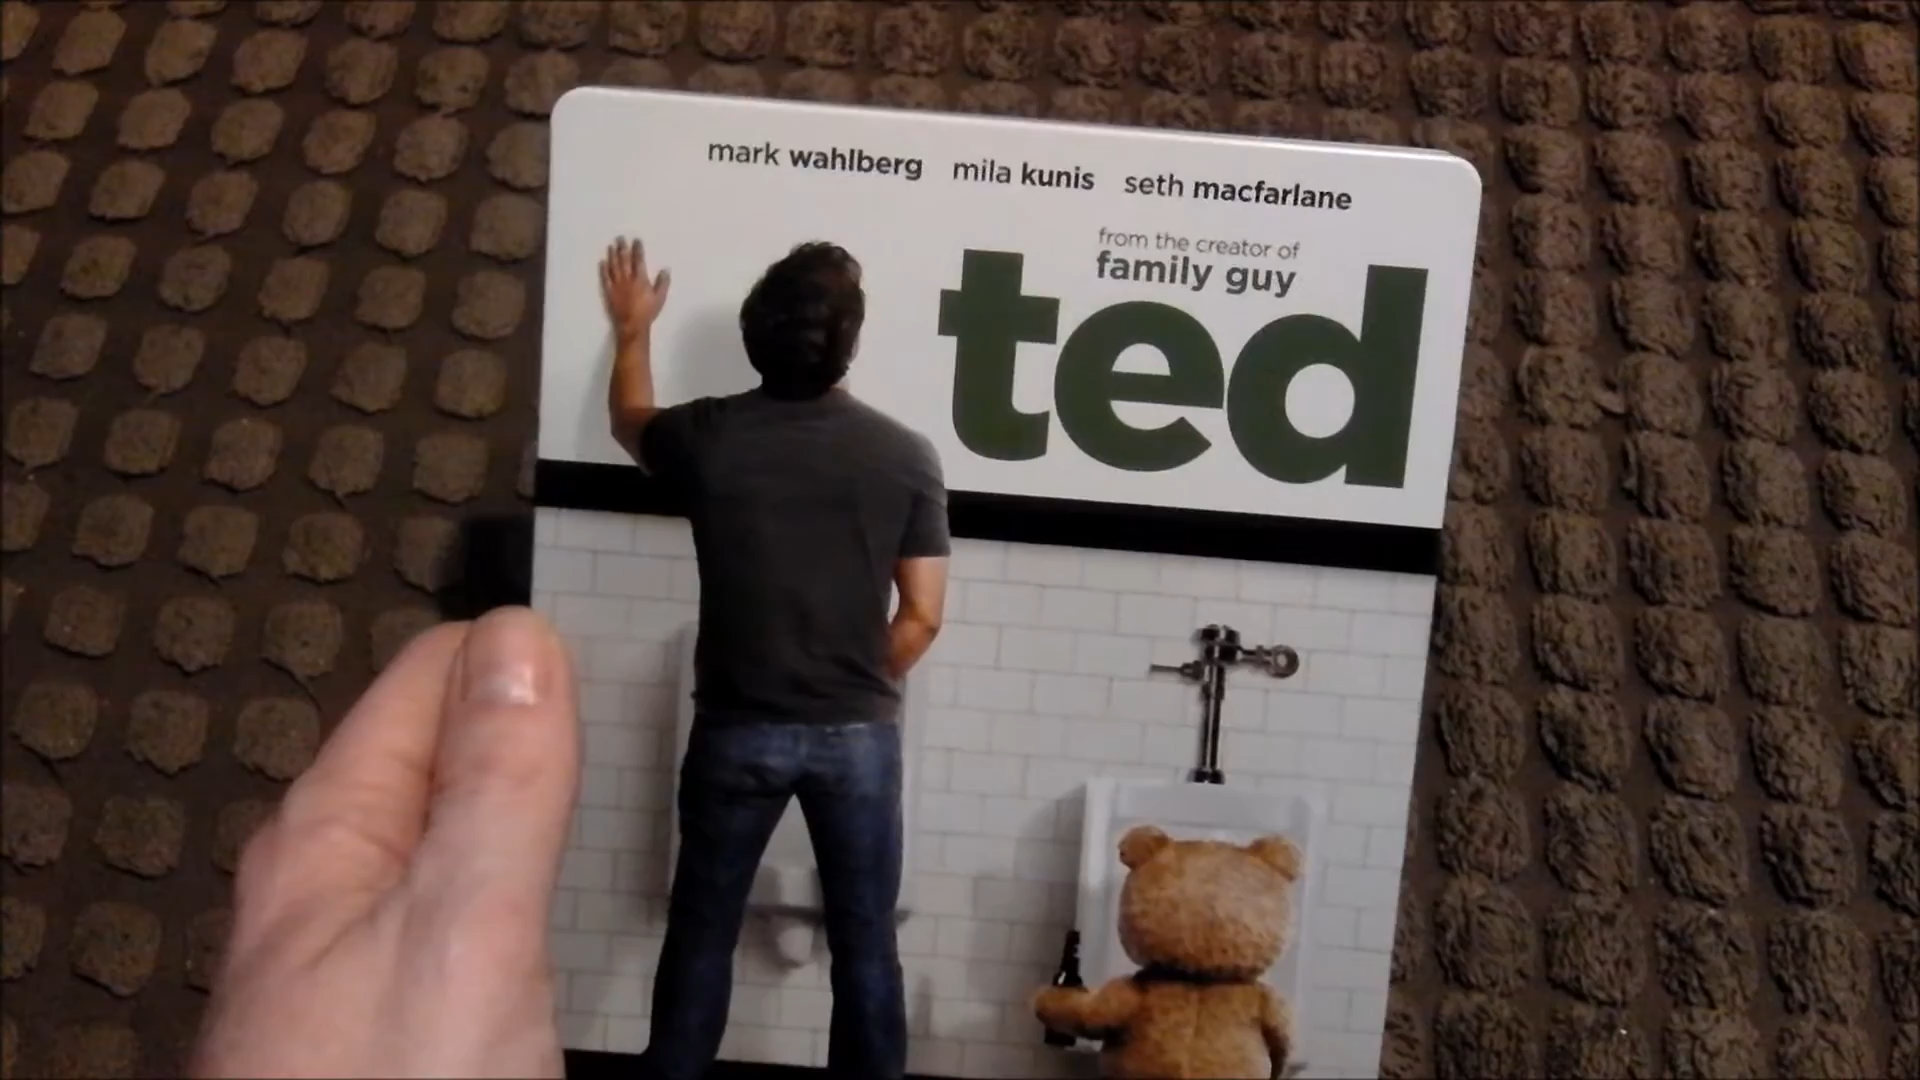 mark wahlberg mila kunis seth macfarlane
from the creator of
family guy
ted